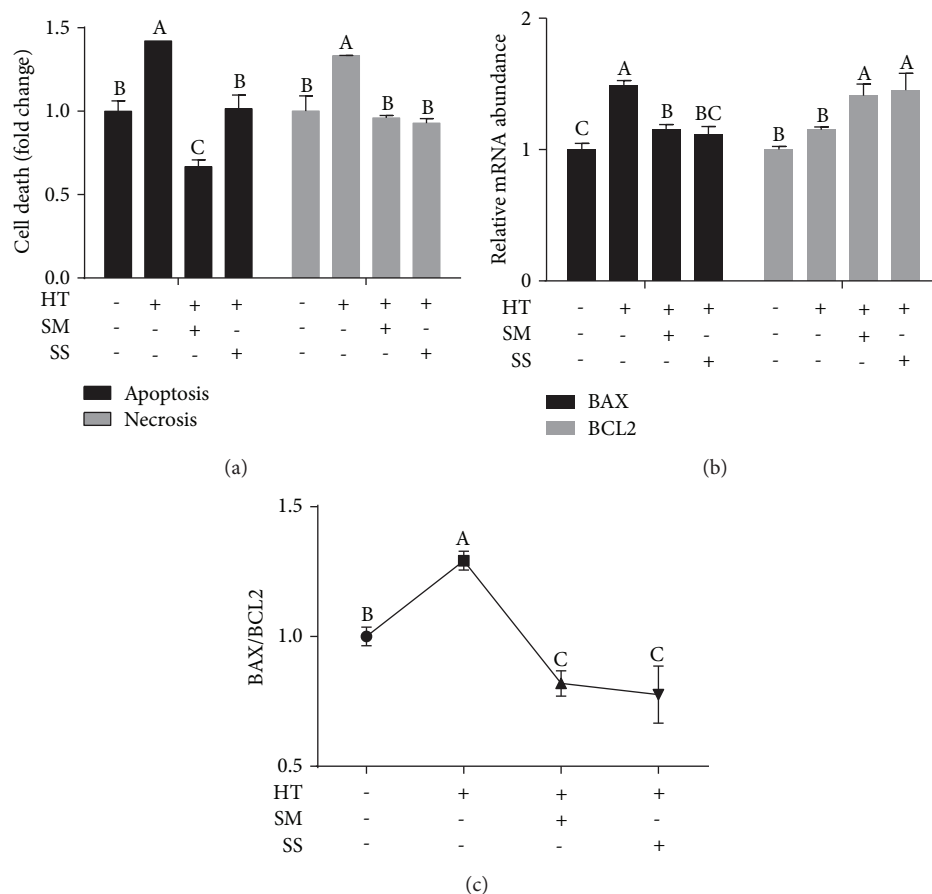 Cell death (fold change)
1.5
1.0
0.5
0.0
B A C B B A B B
HT - + + + - + + +
SM - - + - - - + -
SS - - - + - - - +
Apoptosis
Necrosis
(a)
Relative mRNA abundance
2
1
0
C A B BC B B A A
HT - + + + - + + +
SM - - + - - - + -
SS - - - + - - - +
BAX
BCL2
(b)
BAX/BCL2
1.5
1.0
0.5
B A C C
HT - + + +
SM - - + -
SS - - - +
(c)